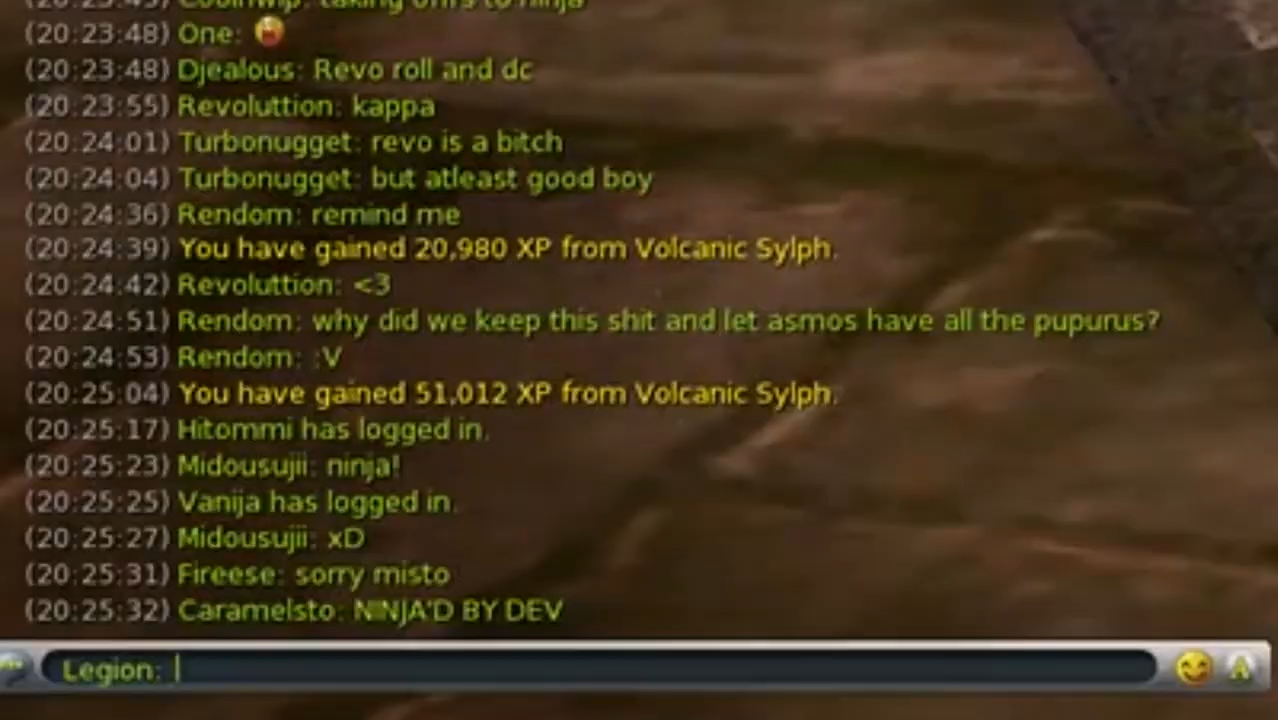 (20:23:48) One:
(20:23:48) Djealous: Revo roll and dc
(20:23:55) Revoluttion: kappa
(20:24:01) Turbonugget: revo is a bitch
(20:24:04) Turbonugget: but atleast good boy
(20:24:36) Rendom: remind me
(20:24:39) You have gained 20,980 XP from Volcanic Sylph.
(20:24:42) Revoluttion: <3
(20:24:51) Rendom: why did we keep this shit and let asmos have all the pupurus?
(20:24:53) Rendom: :V
(20:25:04) You have gained 51,012 XP from Volcanic Sylph.
(20:25:17) Hitommi has logged in.
(20:25:23) Midousujii: ninja!
(20:25:25) Vanija has logged in.
(20:25:27) Midousujii: xD
(20:25:31) Fireese: sorry misto
(20:25:32) Caramelsto: NINJA'D BY DEV
Legion: A